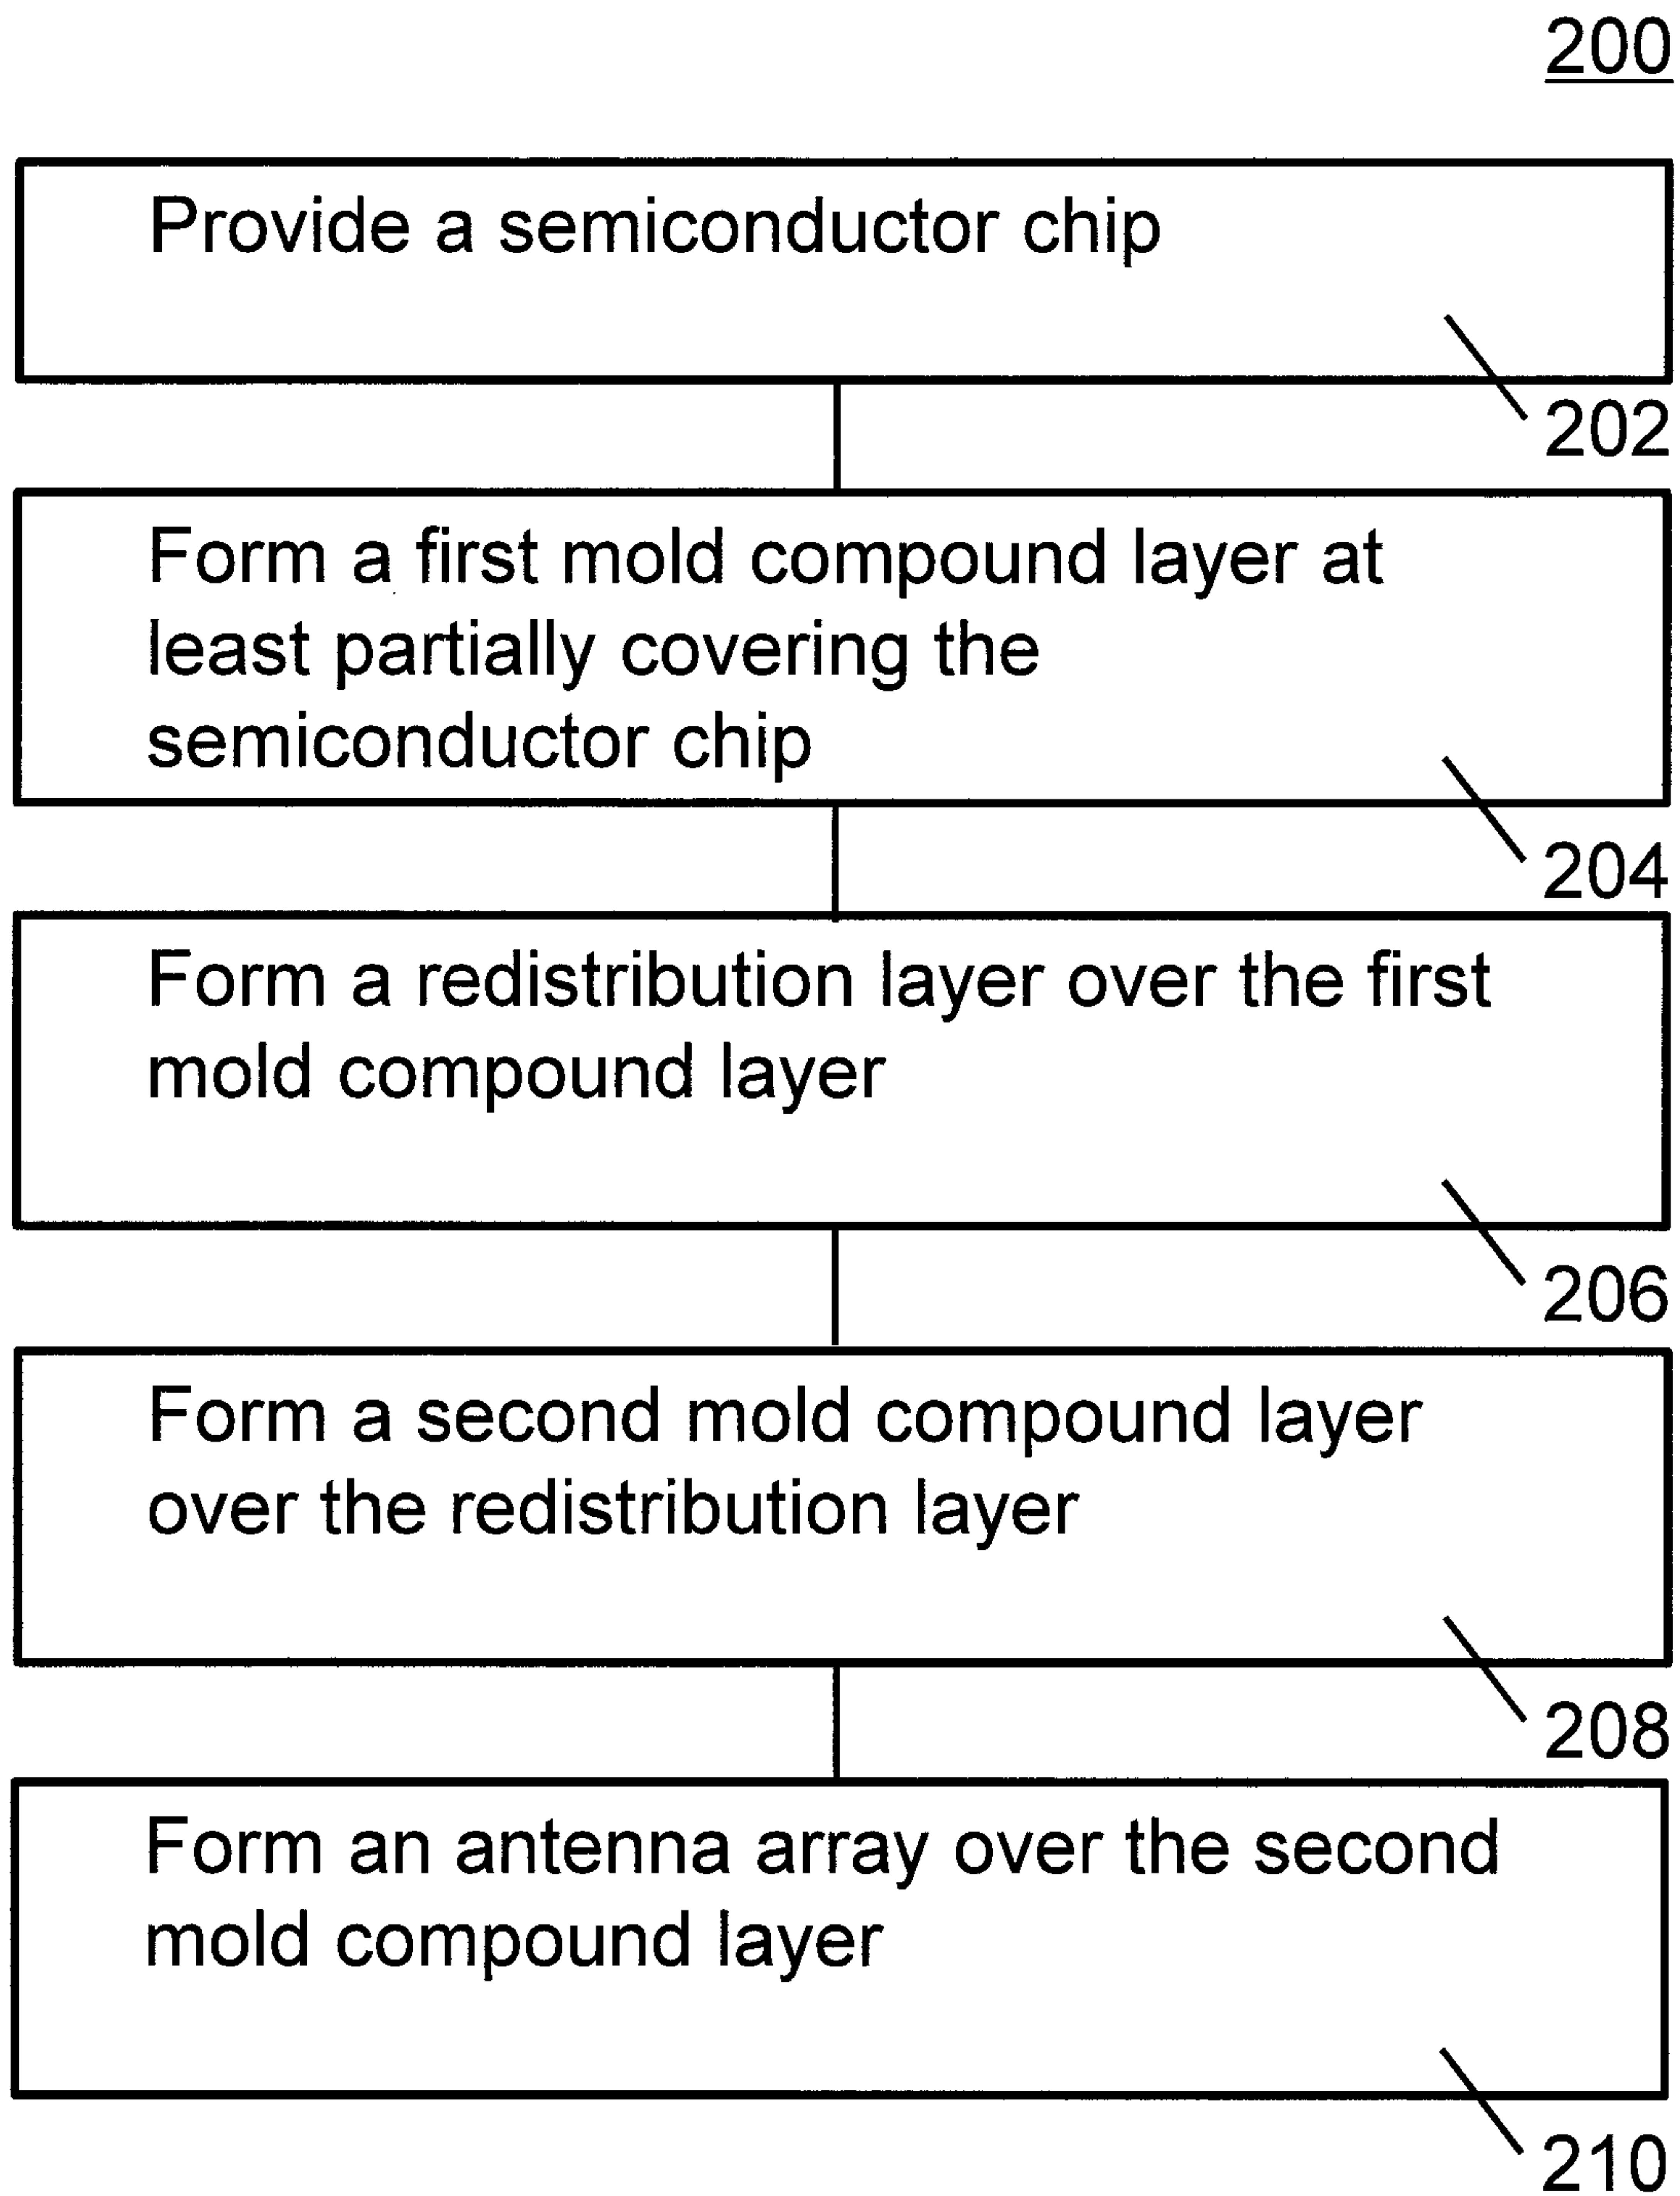 200
Provide a semiconductor chip
202
Form a first mold compound layer at
least partially covering the
semiconductor chip
204
Form a redistribution layer over the first
mold compound layer
206
Form a second mold compound layer
over the redistribution layer
208
Form an antenna array over the second
mold compound layer
210